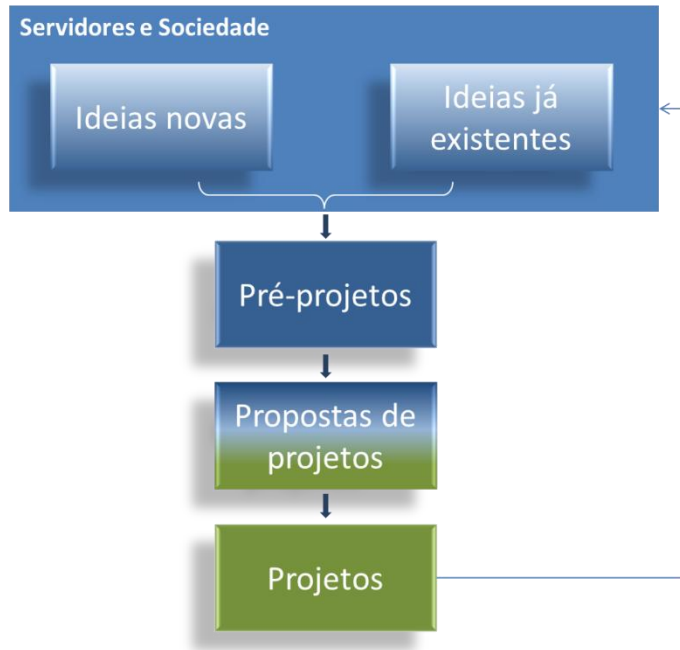 Servidores e Sociedade
Ideias novas
Ideias já
existentes
Pré-projetos
Propostas de
projetos
Projetos